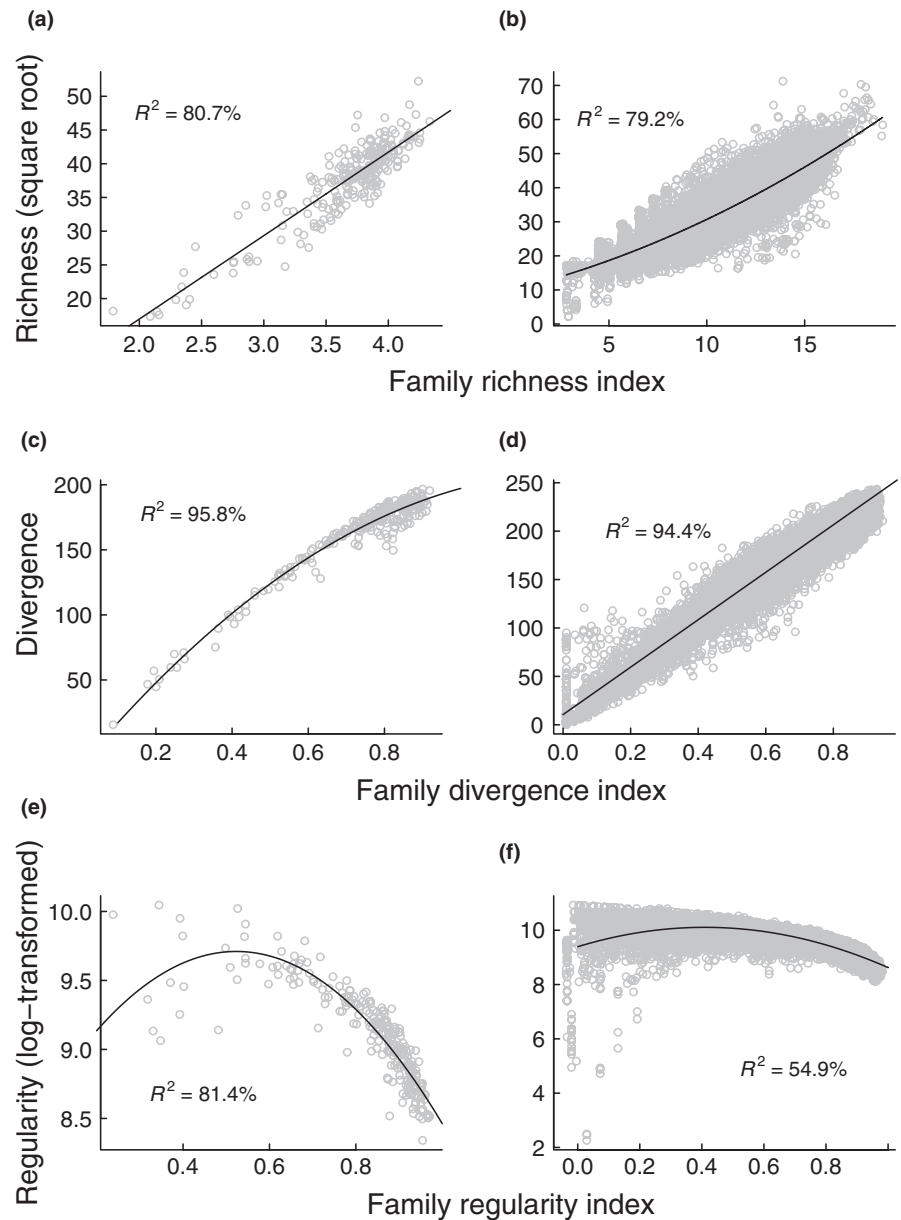 (a)
(b)
Richness (square root)
50
45
40
35
30
25
20
R² = 80.7%
2.0 2.5 3.0 3.5 4.0
70
60
50
40
30
20
10
0
R² = 79.2%
5 10 15
Family richness index
(c)
(d)
Divergence
200
150
100
50
R² = 95.8%
0.2 0.4 0.6 0.8
250
200
150
100
50
0
R² = 94.4%
0.0 0.2 0.4 0.6 0.8
Family divergence index
(e)
(f)
Regularity (log–transformed)
10.0
9.5
9.0
8.5
R² = 81.4%
0.4 0.6 0.8
10
8
6
4
2
R² = 54.9%
0.0 0.2 0.4 0.6 0.8
Family regularity index